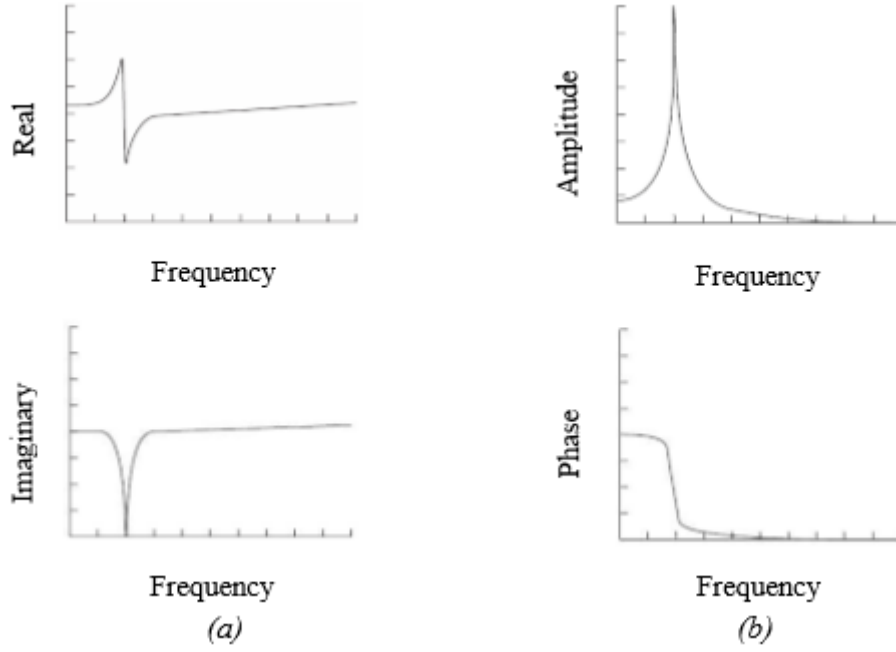 Real
Frequency
Imaginary
Frequency
(a)
Amplitude
Frequency
Phase
Frequency
(b)